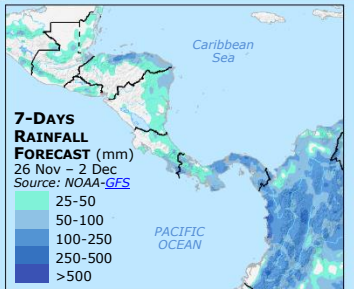 Caribbean
Sea
7-DAYS
RAINFALL
FORECAST (mm)
26 Nov – 2 Dec
Source: NOAA-GFS
25-50
50-100
100-250
250-500
>500
PACIFIC
OCEAN